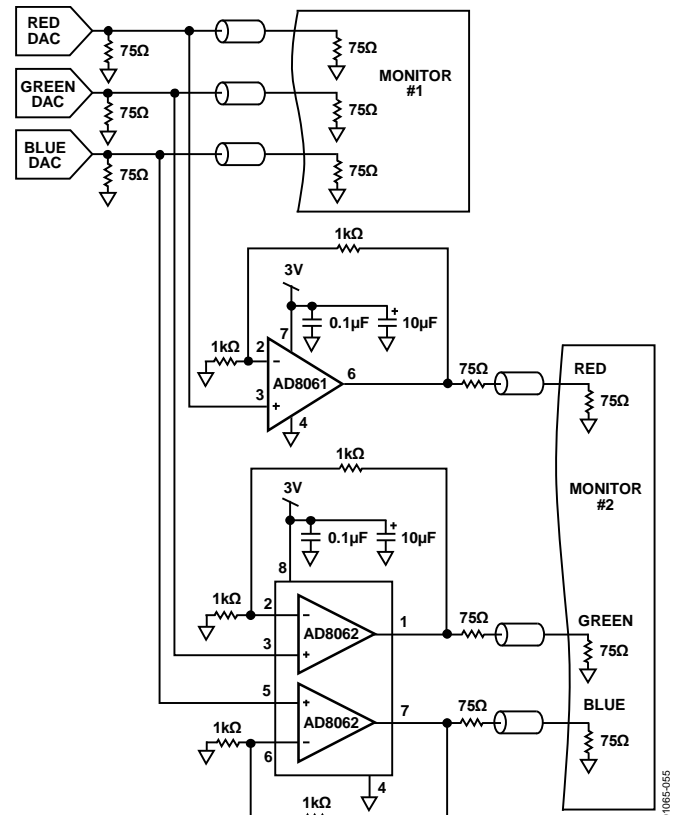 RED
DAC
75Ω
75Ω
GREEN
DAC
MONITOR
#1
75Ω
75Ω
BLUE
DAC
75Ω
75Ω
1kΩ
3V
7
0.1µF
10µF
+
1kΩ
2
–
AD8061
6
3
+
4
75Ω
RED
75Ω
1kΩ
MONITOR
#2
3V
0.1µF
10µF
+
8
1kΩ
2
–
AD8062
1
3
+
75Ω
GREEN
75Ω
5
+
AD8062
7
–
6
1kΩ
75Ω
BLUE
75Ω
4
1kΩ
01065-055